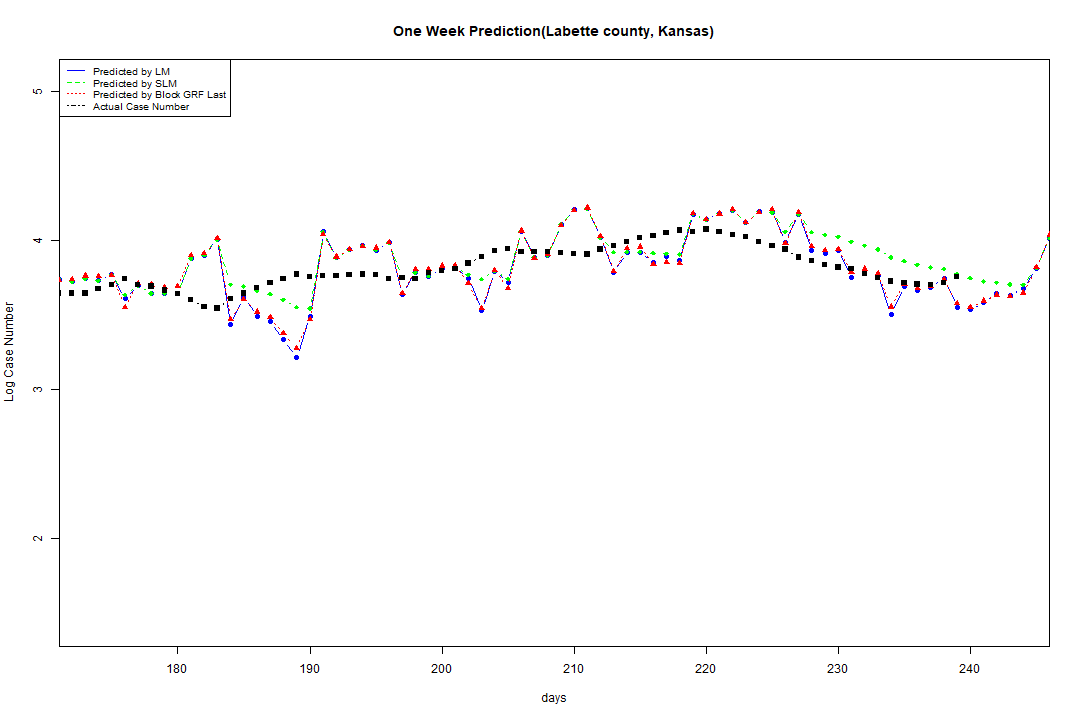 One Week Prediction(Labette county, Kansas)
Predicted by LM
Predicted by SLM
Predicted by Block GRF Last
Actual Case Number
5
4
3
2
Log Case Number
180 190 200 210 220 230 240
days